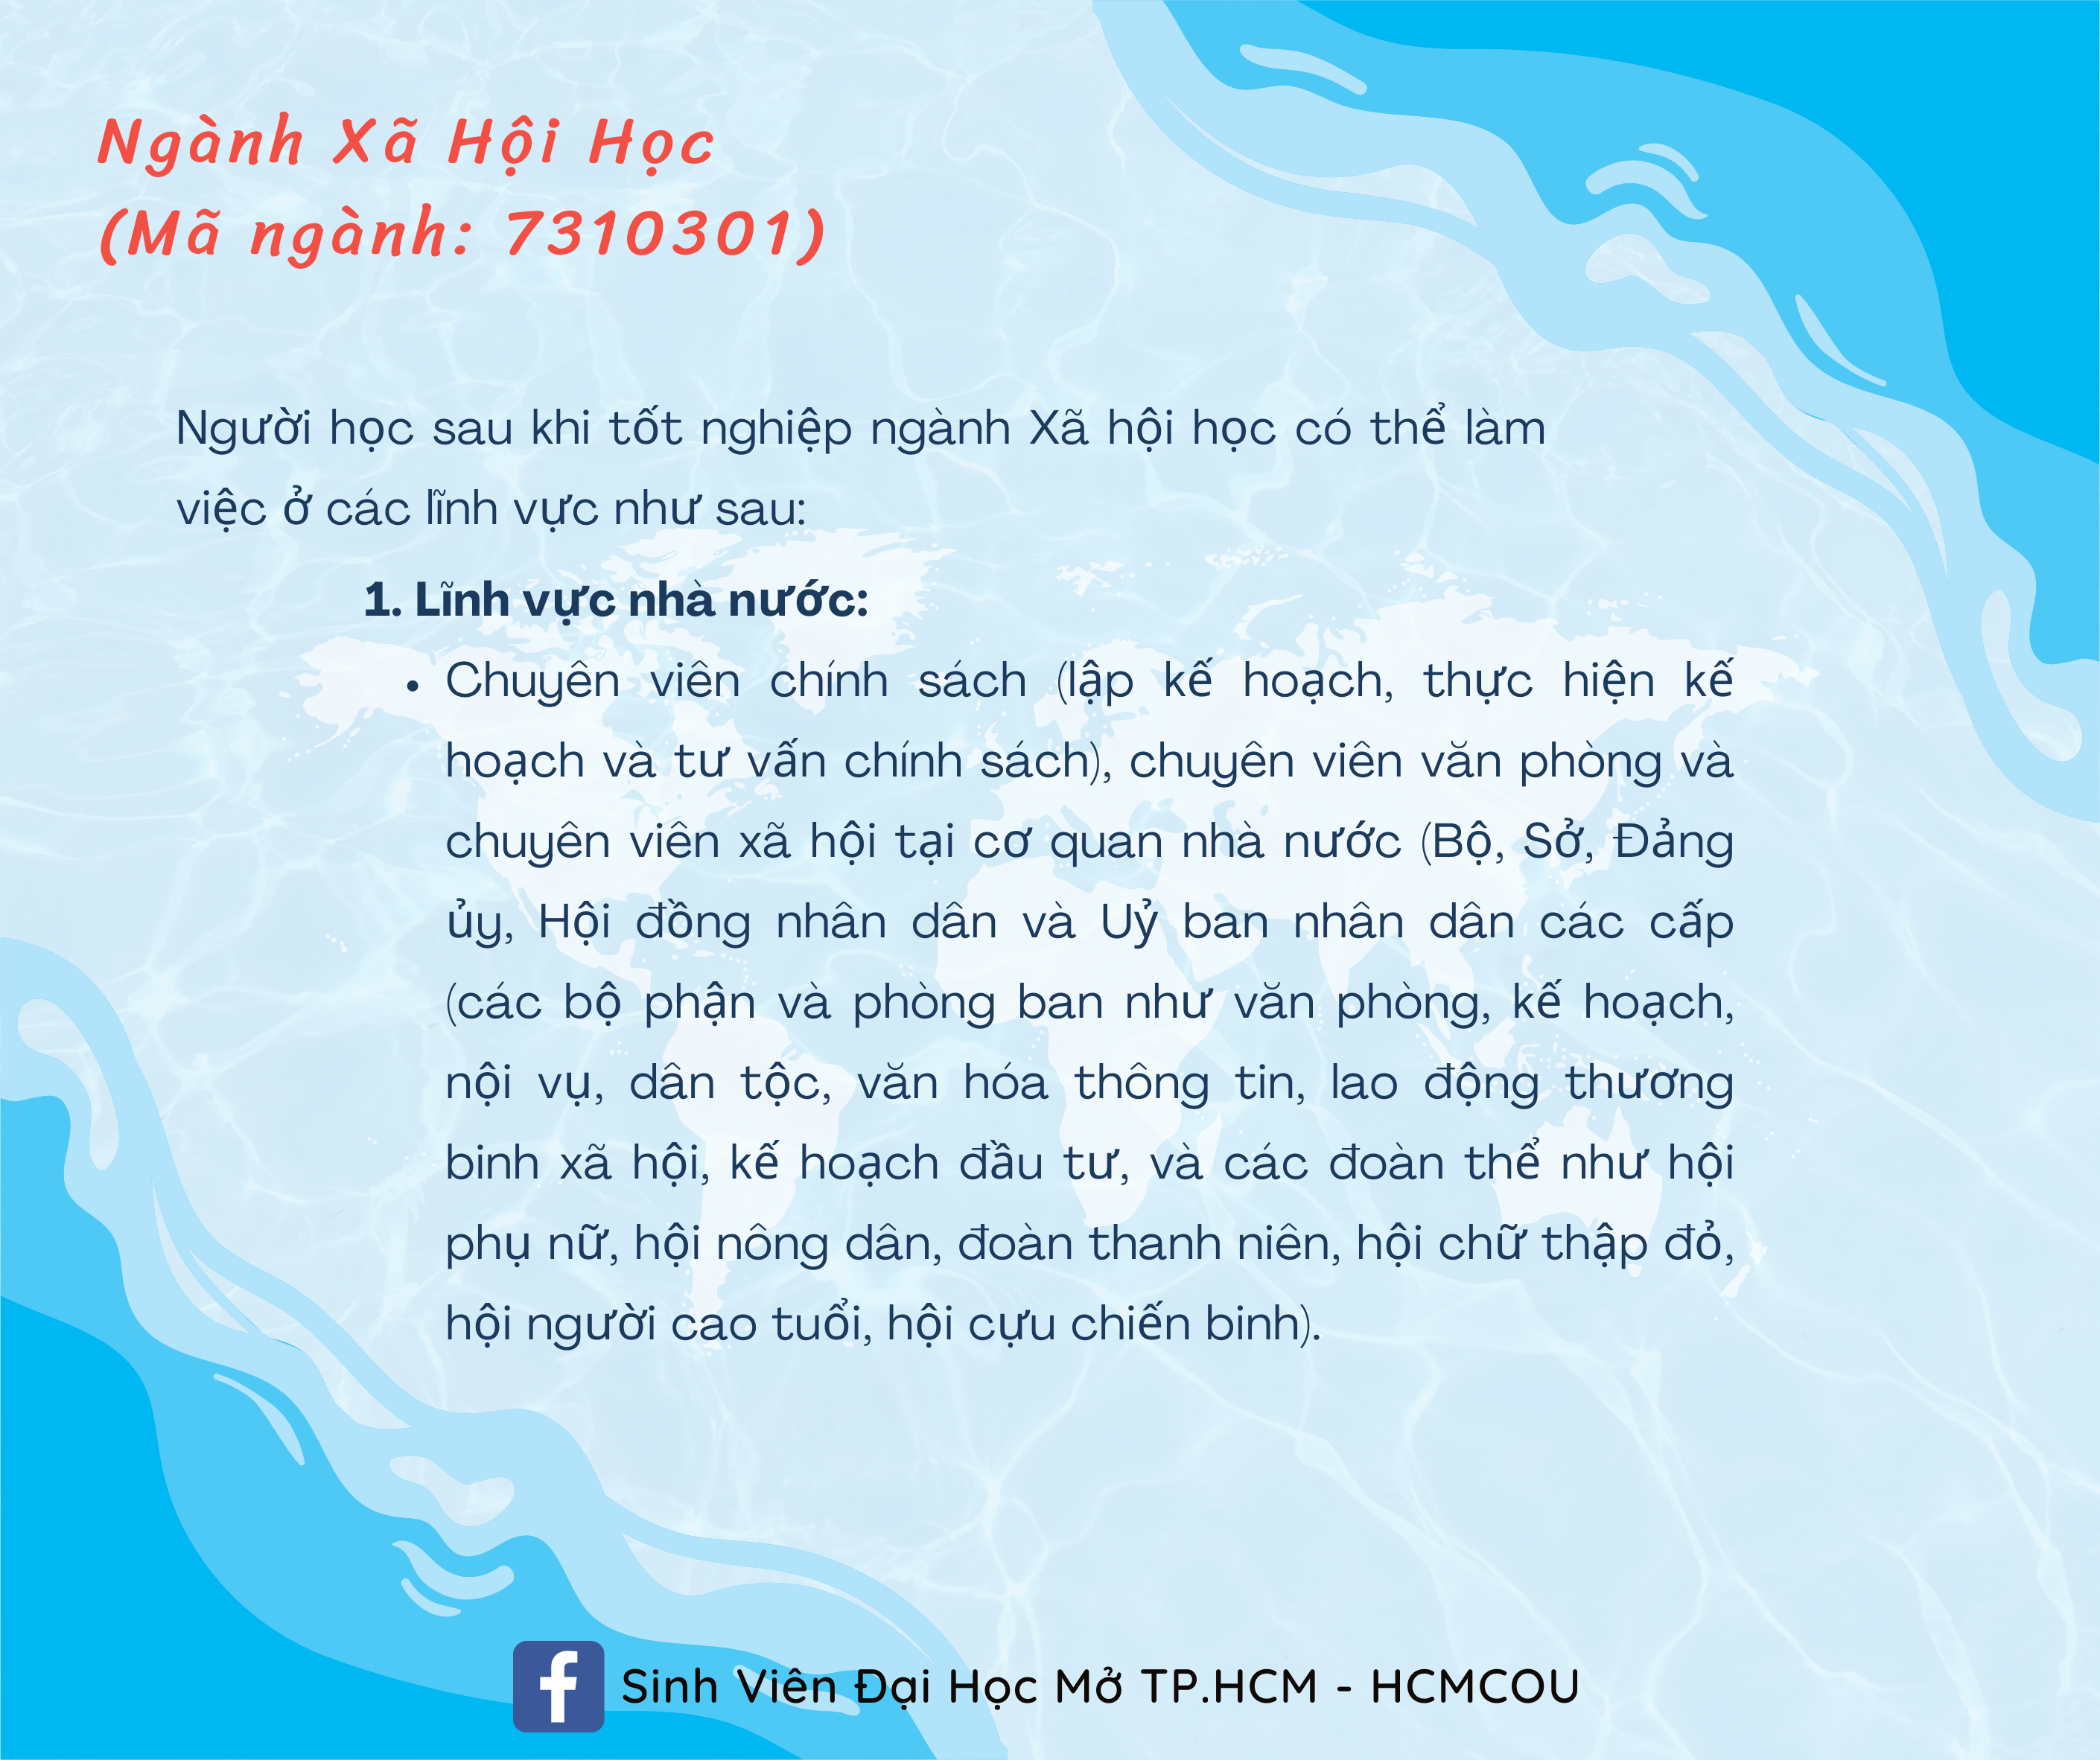 Ngành Xã Hội Học
(Mã ngành: 7310301)
Người học sau khi tốt nghiệp ngành Xã hội học có thể làm
việc ở các lĩnh vực như sau:
1. Lĩnh vực nhà nước:
• Chuyên viên chính sách (lập kế hoạch, thực hiện kế
hoạch và tư vấn chính sách), chuyên viên văn phòng và
chuyên viên xã hội tại cơ quan nhà nước (Bộ, Sở, Đảng
ủy, Hội đồng nhân dân và Uỷ ban nhân dân các cấp
(các bộ phận và phòng ban như văn phòng, kế hoạch,
nội vụ, dân tộc, văn hóa thông tin, lao động thương
binh xã hội, kế hoạch đầu tư, và các đoàn thể như hội
phụ nữ, hội nông dân, đoàn thanh niên, hội chữ thập đỏ,
hội người cao tuổi, hội cựu chiến binh).
Sinh Viên Đại Học Mở TP.HCM - HCMCOU